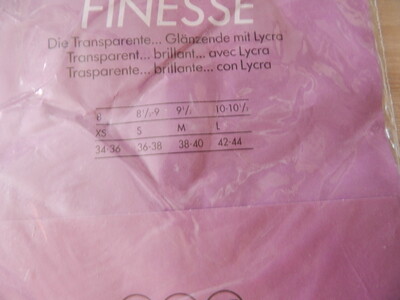 FINESSE
Die Transparente... Glänzende mit Lycra
Transparent... brillant... avec Lycra
Trasparente... brillante... con Lycra
8 8½-9 9½ 10-10½
XS S M L
34-36 36-38 38-40 42-44